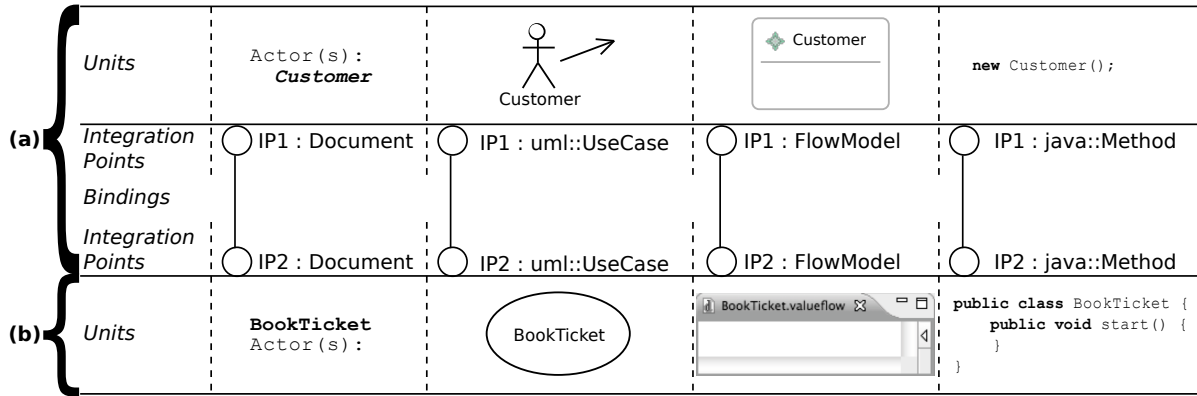 (a)
Units
Actor(s):
Customer
Customer
Customer
new Customer();
Integration
Points
IP1 : Document
IP1 : uml::UseCase
IP1 : FlowModel
IP1 : java::Method
Bindings
Integration
Points
IP2 : Document
IP2 : uml::UseCase
IP2 : FlowModel
IP2 : java::Method
(b)
Units
BookTicket
Actor(s):
BookTicket
BookTicket.valueflow
public class BookTicket {
public void start() {
}
}